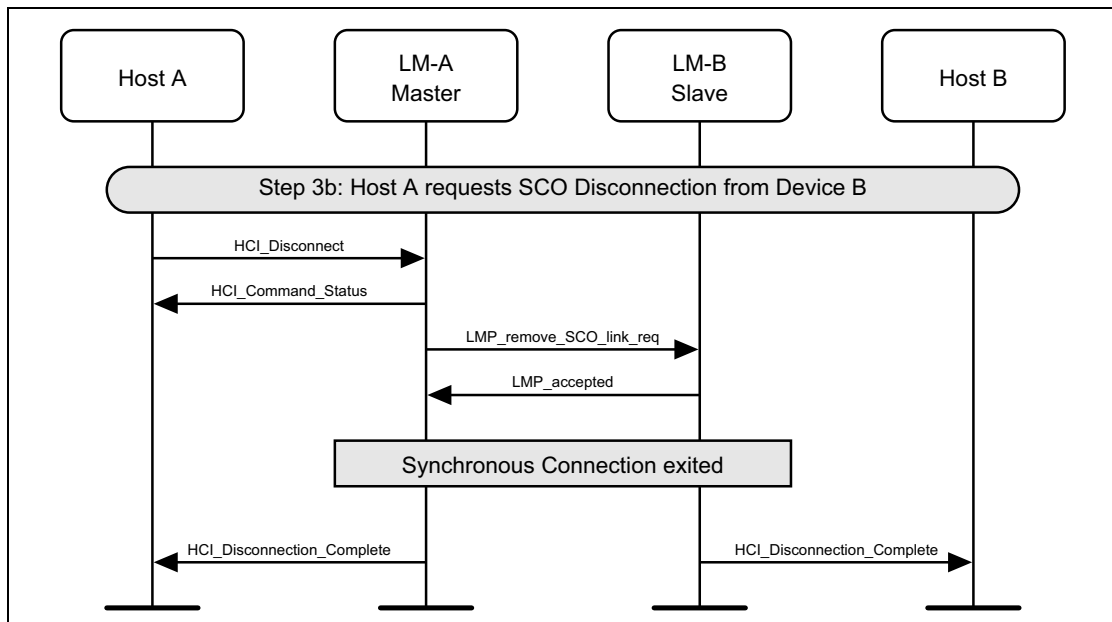 Host A
LM-A
Master
LM-B
Slave
Host B
Step 3b: Host A requests SCO Disconnection from Device B
HCI_Disconnect
HCI_Command_Status
LMP_remove_SCO_link_req
LMP_accepted
Synchronous Connection exited
HCI_Disconnection_Complete
HCI_Disconnection_Complete